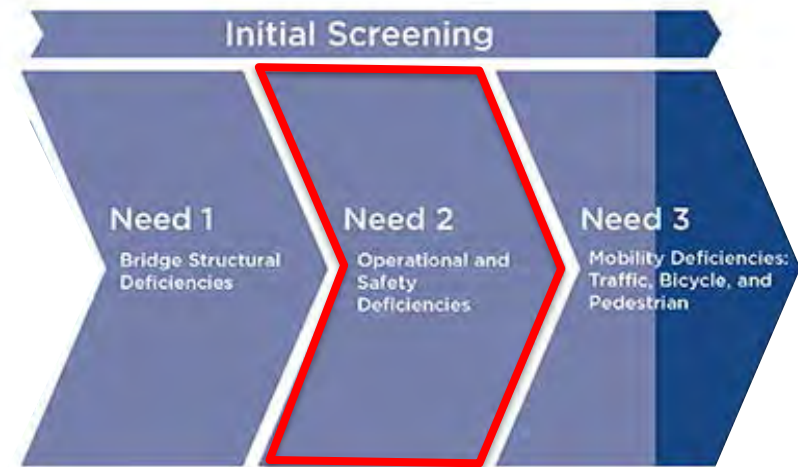 Initial Screening
Need 1
Bridge Structural
Deficiencies
Need 2
Operational and
Safety
Deficiencies
Need 3
Mobility Deficiencies:
Traffic, Bicycle, and
Pedestrian